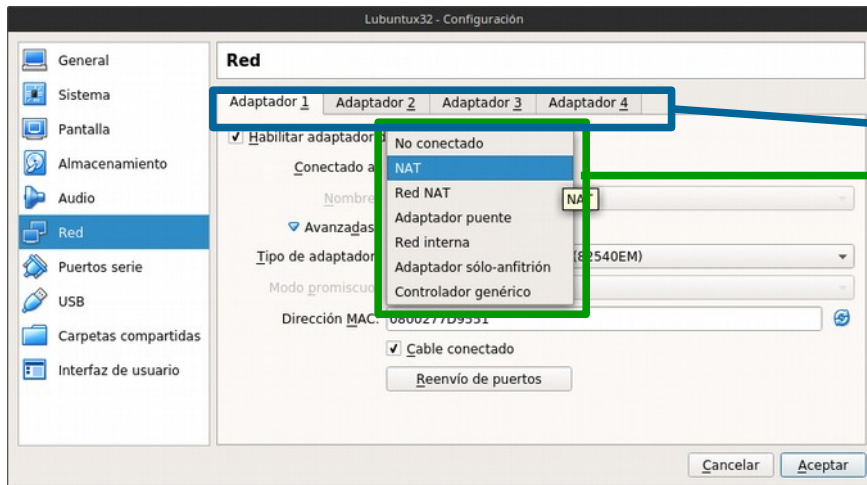 Lubuntux32 - Configuración
General
Sistema
Pantalla
Almacenamiento
Audio
Red
Puertos serie
USB
Carpetas compartidas
Interfaz de usuario
Red
Adaptador 1 Adaptador 2 Adaptador 3 Adaptador 4
Habilitar adaptador
Conectado a
Nombre
Avanzadas
Tipo de adaptador
(82540EM)
Modo promiscuo
Dirección MAC: 0800277D9551
Cable conectado
Reenvío de puertos
No conectado
NAT
Red NAT
Adaptador puente
Red interna
Adaptador sólo-anfitrión
Controlador genérico
NAT
Cancelar Aceptar